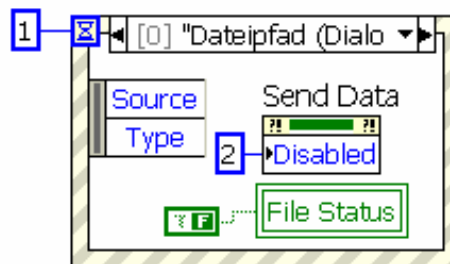 1 [0] "Dateipfad (Dialo
Source
Send Data
?! ?!
Type
2 Disabled
? F File Status